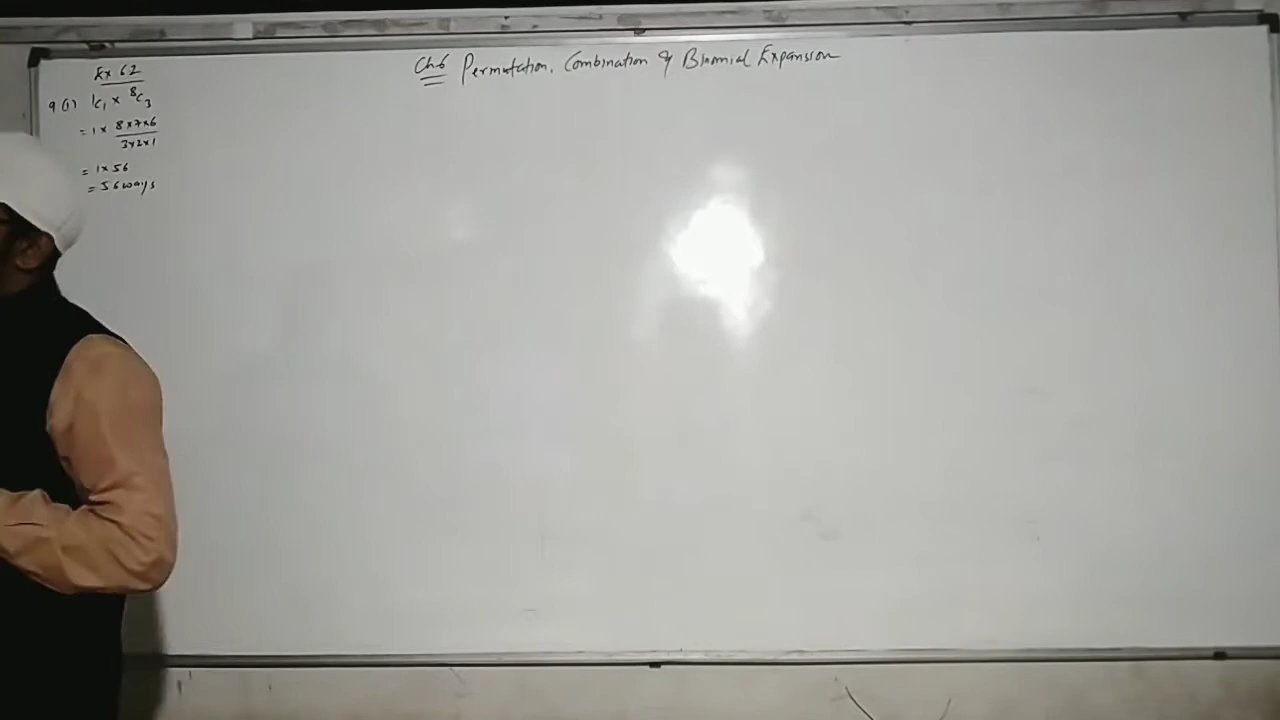 Ch6 Permutation, Combination & Binomial Expansion
Ex 6.2
9 (1) ¹C₁ × ⁸C₃
= 1 × 8×7×6 / 3×2×1
= 1 × 56
= 56 ways